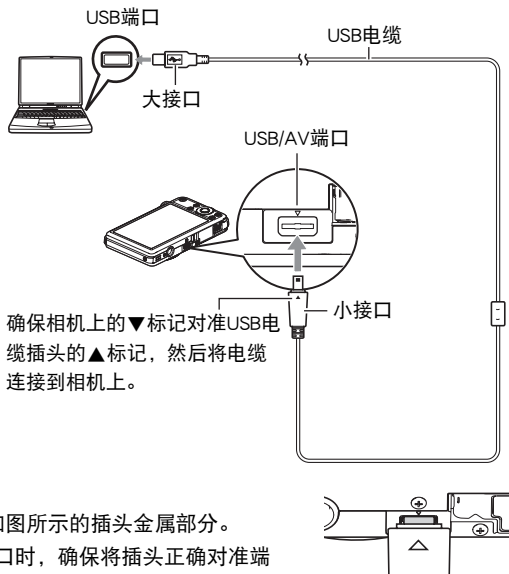 USB端口
USB电缆
大接口
USB/AV端口
小接口
确保相机上的▼标记对准USB电
缆插头的▲标记，然后将电缆
连接到相机上。
如图所示的插头金属部分。
口时，确保将插头正确对准端